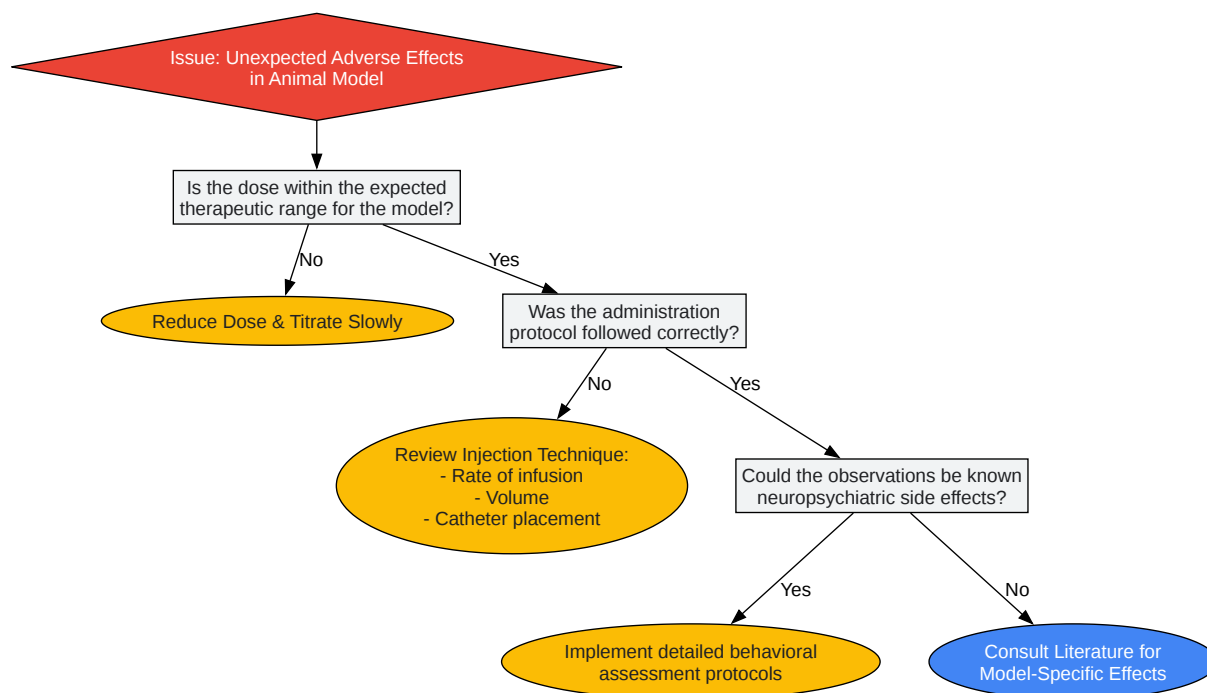 Issue: Unexpected Adverse Effects
in Animal Model
Is the dose within the expected
therapeutic range for the model?
No
Yes
Reduce Dose & Titrate Slowly
Was the administration
protocol followed correctly?
No
Yes
Review Injection Technique:
- Rate of infusion
- Volume
- Catheter placement
Could the observations be known
neuropsychiatric side effects?
Yes
No
Implement detailed behavioral
assessment protocols
Consult Literature for
Model-Specific Effects